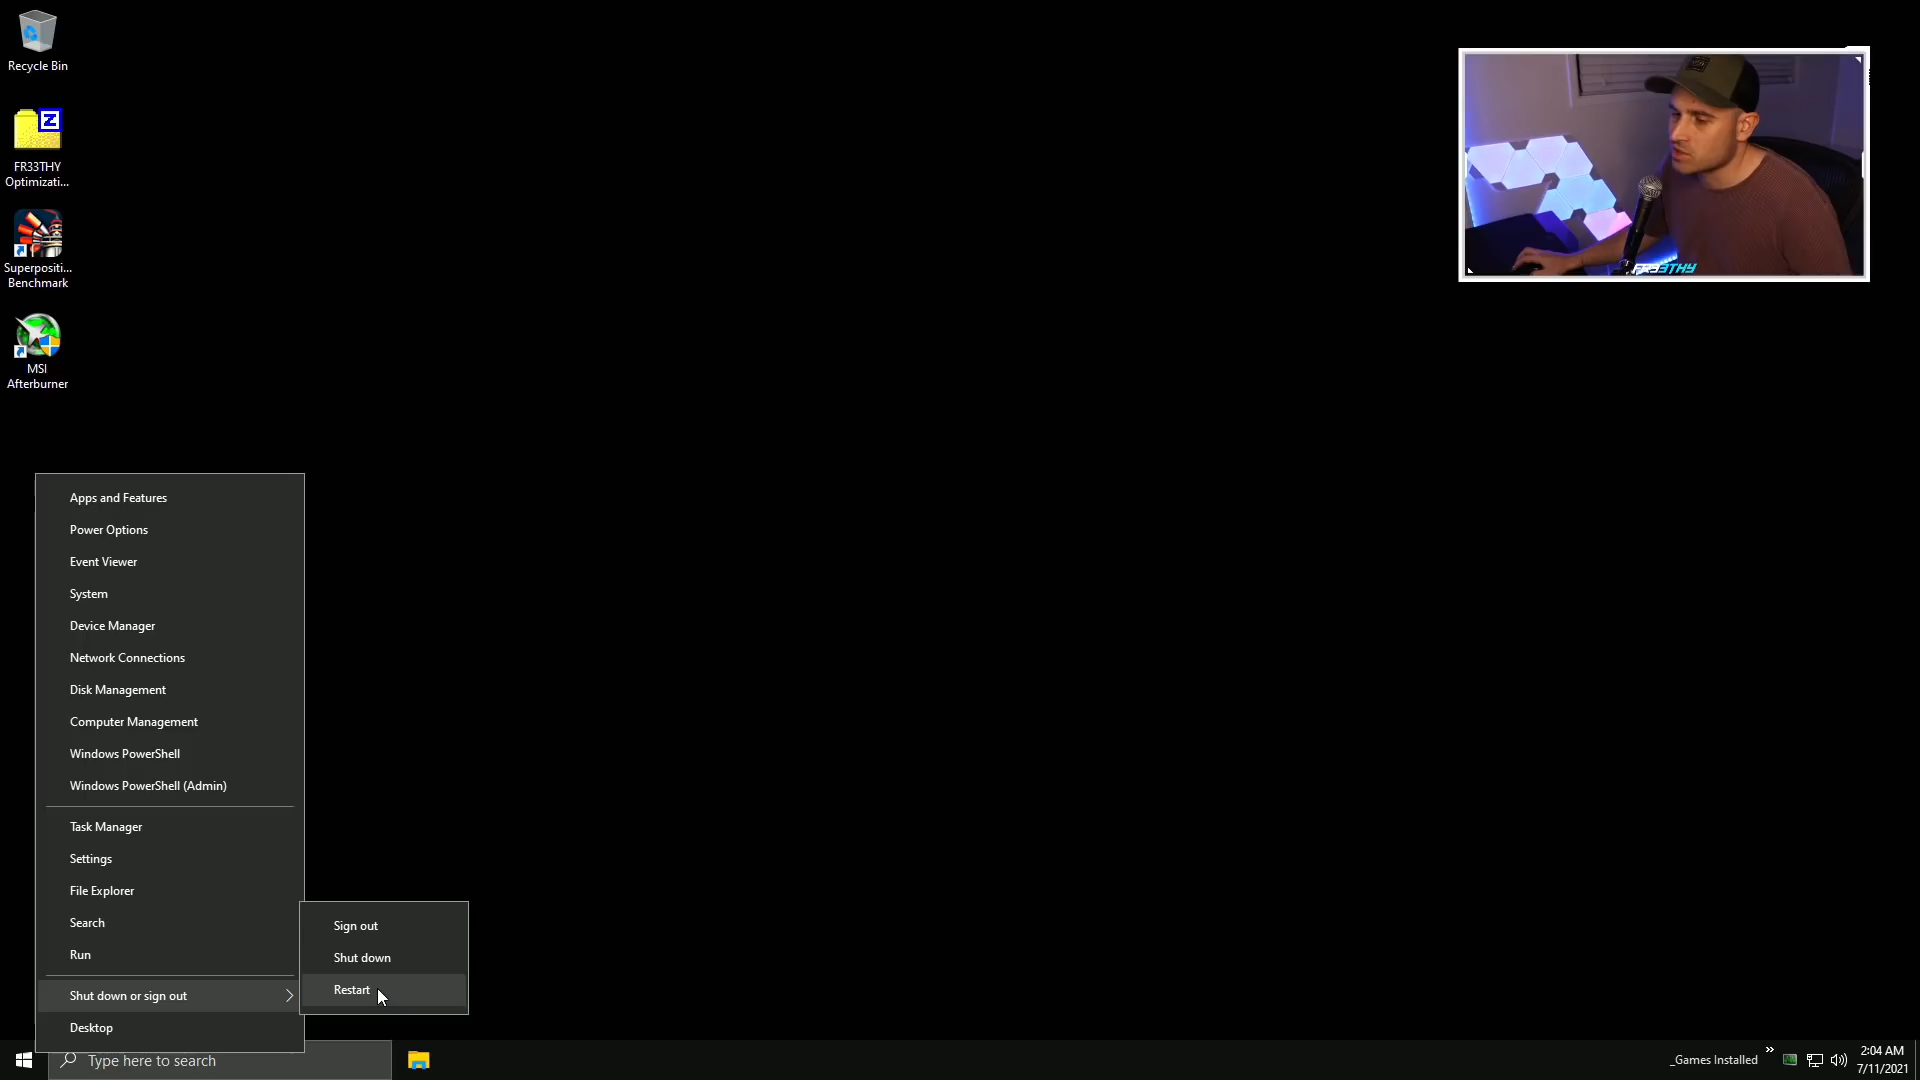 Recycle Bin
Z
FR33THY
Optimizati...
Superpositi...
Benchmark
MSI
Afterburner
FR33THY
Apps and Features
Power Options
Event Viewer
System
Device Manager
Network Connections
Disk Management
Computer Management
Windows PowerShell
Windows PowerShell (Admin)
Task Manager
Settings
File Explorer
Search
Run
Shut down or sign out
Desktop
Sign out
Shut down
Restart
Type here to search
_Games Installed
2:04 AM
7/11/2021